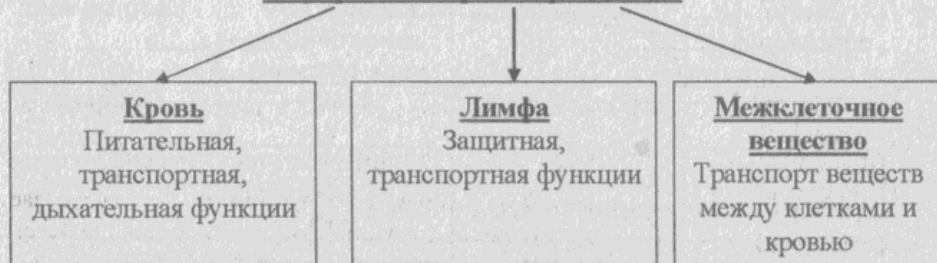 Кровь
Питательная,
транспортная,
дыхательная функции
Лимфа
Защитная,
транспортная функции
Межклеточное
вещество
Транспорт веществ
между клетками и
кровью